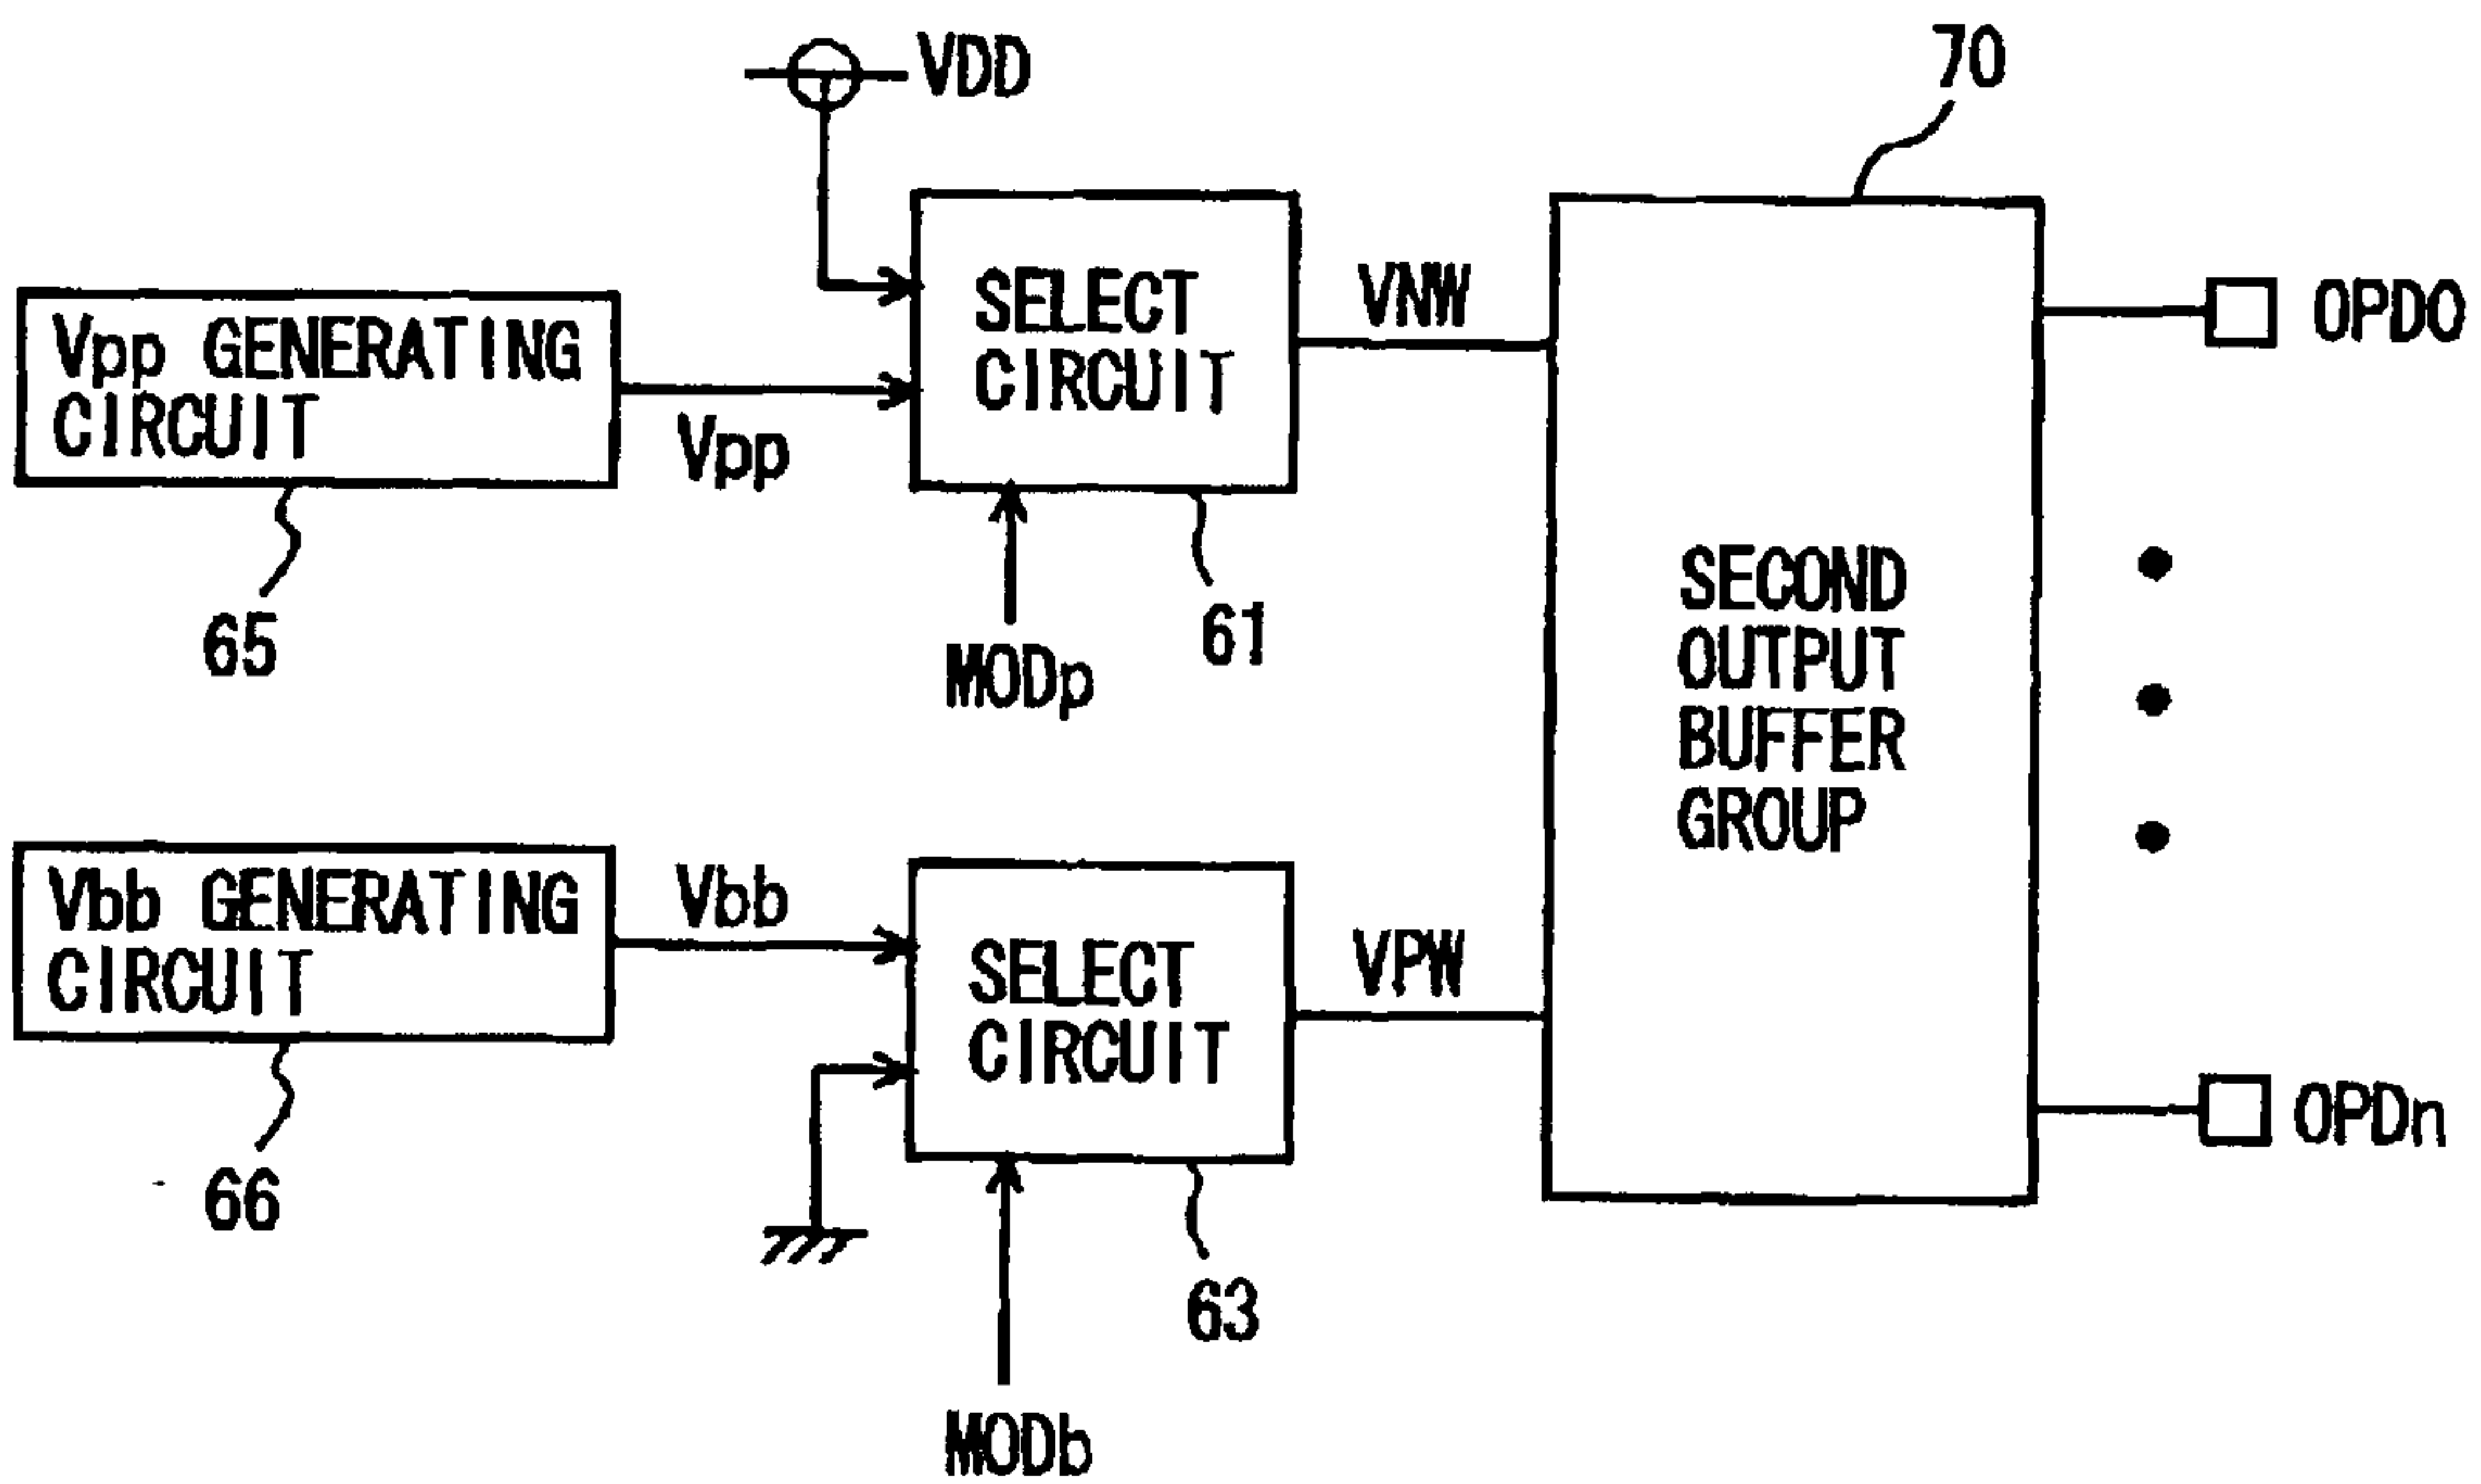 VDD
70
SELECT
CIRCUIT
VNW
OPD0
Vpp GENERATING
CIRCUIT
Vpp
65
MODp
61
SECOND
OUTPUT
BUFFER
GROUP
Vbb GENERATING
CIRCUIT
Vbb
SELECT
CIRCUIT
VPW
OPDn
66
63
MODb